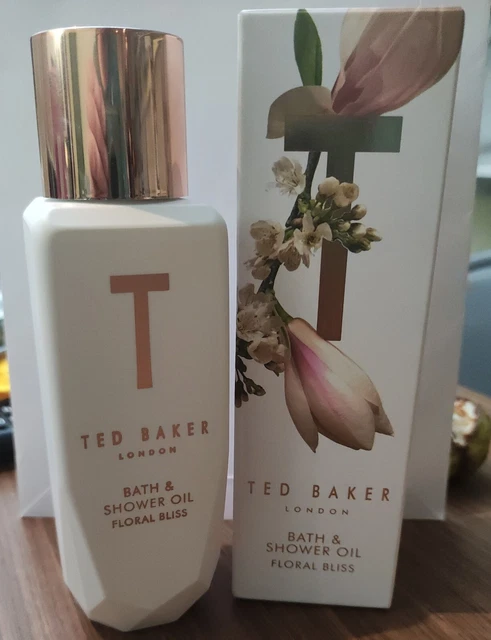 T
TED BAKER
LONDON
BATH &
SHOWER OIL
FLORAL BLISS
T
TED BAKER
LONDON
BATH &
SHOWER OIL
FLORAL BLISS